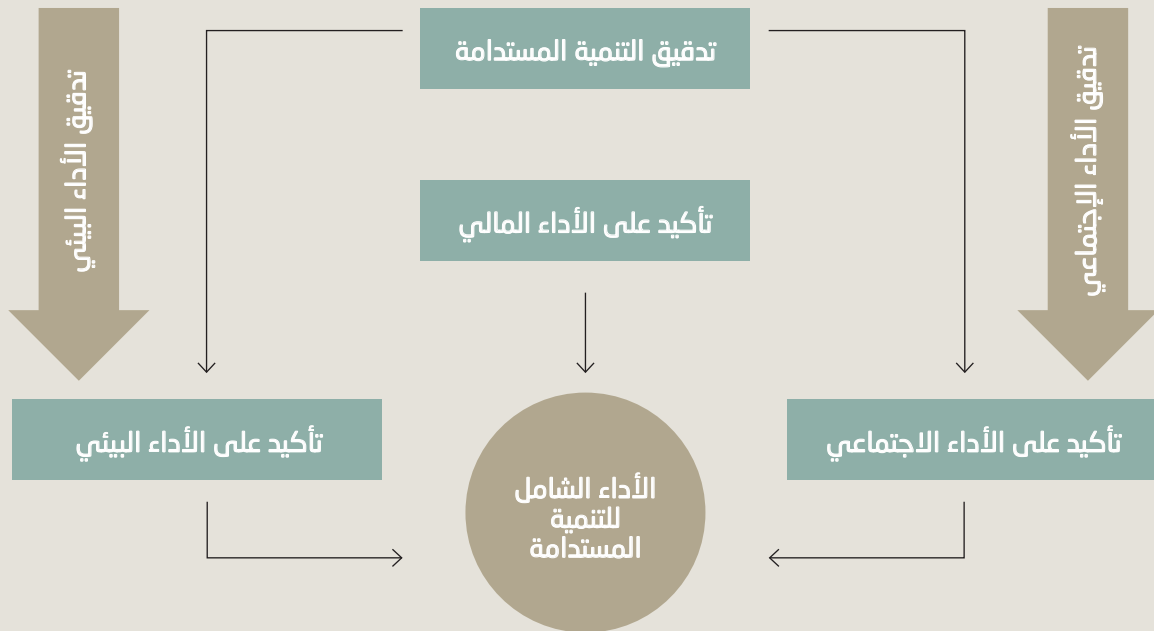 تدقيق التنمية المستدامة
تدقيق الأداء الإجتماعي
تدقيق الأداء البيئي
تأكيد على الأداء المالي
تأكيد على الأداء الاجتماعي
تأكيد على الأداء البيئي
الأداء الشامل
للتنمية
المستدامة